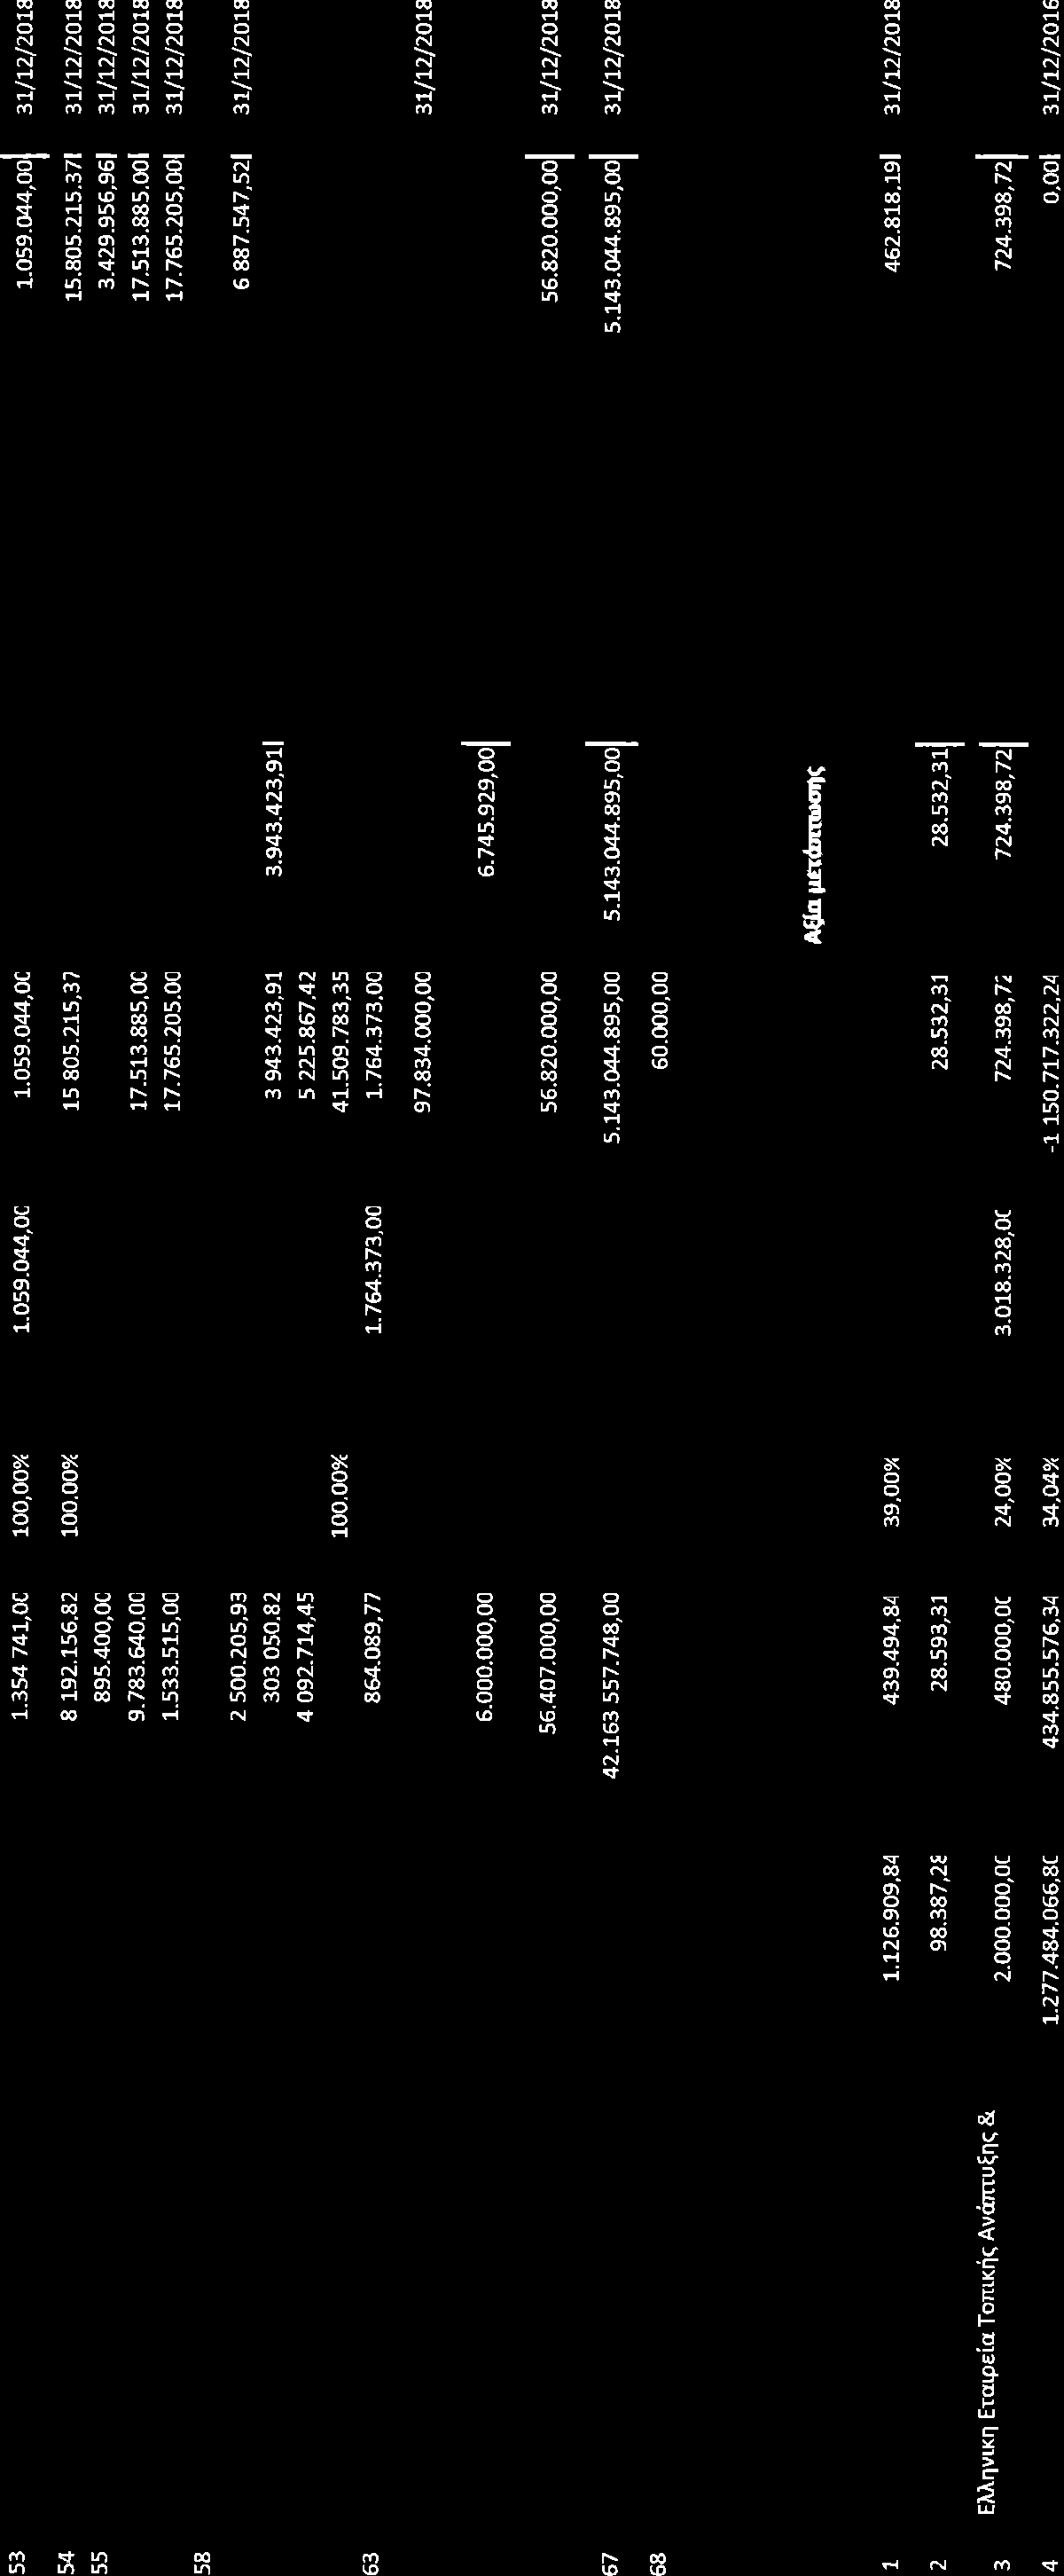 53 1.354 741,00 100,00% 1.059.044,00 1.059.044,00 1.059.044,00 31/12/2018
54 8 192.156,82 100.00% 15 805.215,37 15.805.215.37 31/12/2018
55 895.400,00 3.429.956,96 31/12/2018
9.783.640.00 17.513.885,00 17.513.885.00 31/12/2018
1.533.515,00 17.765.205.00 17.765.205,00 31/12/2018
58
2 500.205,93 6 887.547,52 31/12/2018
303 050,82 3 943.423,91 3.943.423,91
4 092.714,45 5 225.867,42
100.00% 41.509.783,35
63 864.089,77 1.764.373,00 1.764.373,00
97.834.000,00 31/12/2018
6.000.000,00 6.745.929,00
56.407.000,00 56.820.000,00 56.820.000,00 31/12/2018
67 42.163 557.748,00 5.143.044.895,00 5.143.044.895,00 5.143.044.895,00 31/12/2018
68 60.000,00
Αξία μετάπτωσης
1 1.126.909,84 439.494,84 39,00% 462.818,19 31/12/2018
2 98.387,28 28.593,31 28.532,31 28.532,31
Ελληνικη Εταιρεία Τοπικής Ανάπτυξης &
3 2.000.000,00 480.000,00 24,00% 3.018.328,00 724.398,72 724.398,72 724.398,72
4 1.277.484.066,80 434.855.576,34 34,04% -1 150.717.322,24 0,00 31/12/2016